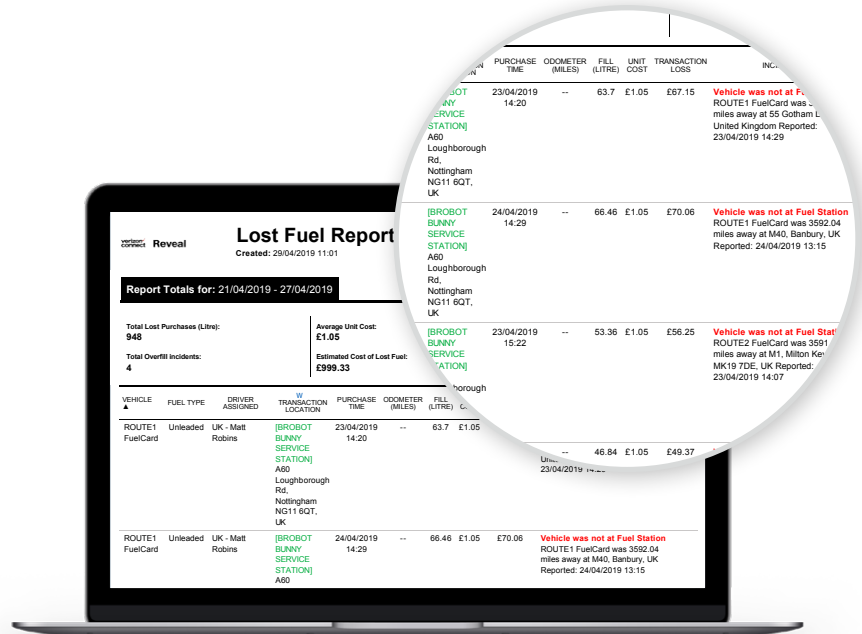 PURCHASE TIME ODOMETER (MILES) FILL (LITRE) UNIT COST TRANSACTION LOSS
23/04/2019 14:20 -- 63.7 £1.05 £67.15
STATION]
A60
Loughborough
Rd,
Nottingham
NG11 6QT,
UK
Vehicle was not at
ROUTE1 FuelCard was
miles away at 55 Gotham
United Kingdom Reported:
23/04/2019 14:29
[BROBOT
BUNNY
SERVICE
STATION]
A60
Loughborough
Rd,
Nottingham
NG11 6QT,
UK
24/04/2019 14:29 -- 66.46 £1.05 £70.06
Vehicle was not at Fuel Station
ROUTE1 FuelCard was 3592.04
miles away at M40, Banbury, UK
Reported: 24/04/2019 13:15
[BROBOT
BUNNY
SERVICE
STATION]
23/04/2019 15:22 -- 53.36 £1.05 £56.25
Vehicle was not at Fuel
ROUTE2 FuelCard was 3591
miles away at M1, Milton
MK19 7DE, UK Reported:
23/04/2019 14:07
-- 46.84 £1.05 £49.37
verizon connect Reveal
Lost Fuel Report
Created: 29/04/2019 11:01
Report Totals for: 21/04/2019 - 27/04/2019
Total Lost Purchases (Litre):
948
Average Unit Cost:
£1.05
Total Overfill incidents:
4
Estimated Cost of Lost Fuel:
£999.33
VEHICLE ▲ FUEL TYPE DRIVER ASSIGNED W TRANSACTION LOCATION PURCHASE TIME ODOMETER (MILES) FILL (LITRE)
ROUTE1 FuelCard Unleaded UK - Matt Robins
[BROBOT
BUNNY
SERVICE
STATION]
A60
Loughborough
Rd,
Nottingham
NG11 6QT,
UK
23/04/2019 14:20 -- 63.7 £1.05
23/04/2019
ROUTE1 FuelCard Unleaded UK - Matt Robins
[BROBOT
BUNNY
SERVICE
STATION]
A60
24/04/2019 14:29 -- 66.46 £1.05 £70.06
Vehicle was not at Fuel Station
ROUTE1 FuelCard was 3592.04
miles away at M40, Banbury, UK
Reported: 24/04/2019 13:15